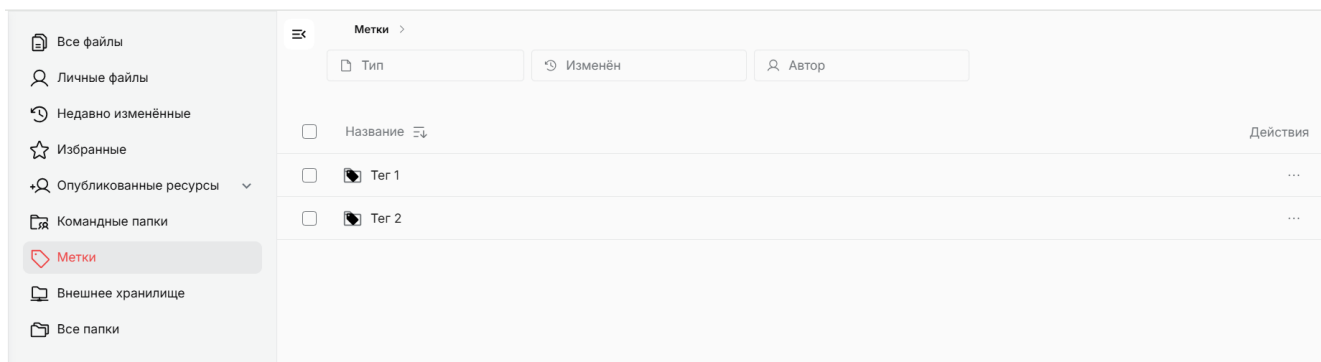 Все файлы
Личные файлы
Недавно изменённые
Избранные
Опубликованные ресурсы
Командные папки
Метки
Внешнее хранилище
Все папки
Метки
Тип
Изменён
Автор
Название
Действия
Тег 1
...
Тег 2
...